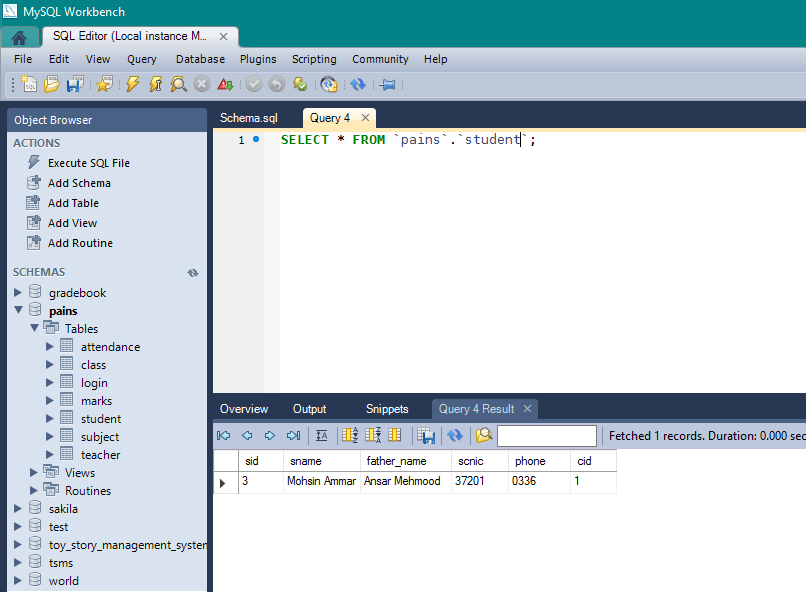 MySQL Workbench
SQL Editor (Local instance M...
File Edit View Query Database Plugins Scripting Community Help
Object Browser
ACTIONS
Execute SQL File
Add Schema
Add Table
Add View
Add Routine
SCHEMAS
gradebook
pains
Tables
attendance
class
login
marks
student
subject
teacher
Views
Routines
sakila
test
toy_story_management_system
tsms
world
Schema.sql Query 4
1 SELECT * FROM `pains`.`student`;
Overview Output Snippets Query 4 Result
Fetched 1 records. Duration: 0.000 sec
sid sname father_name scnic phone cid
3 Mohsin Ammar Ansar Mehmood 37201 0336 1